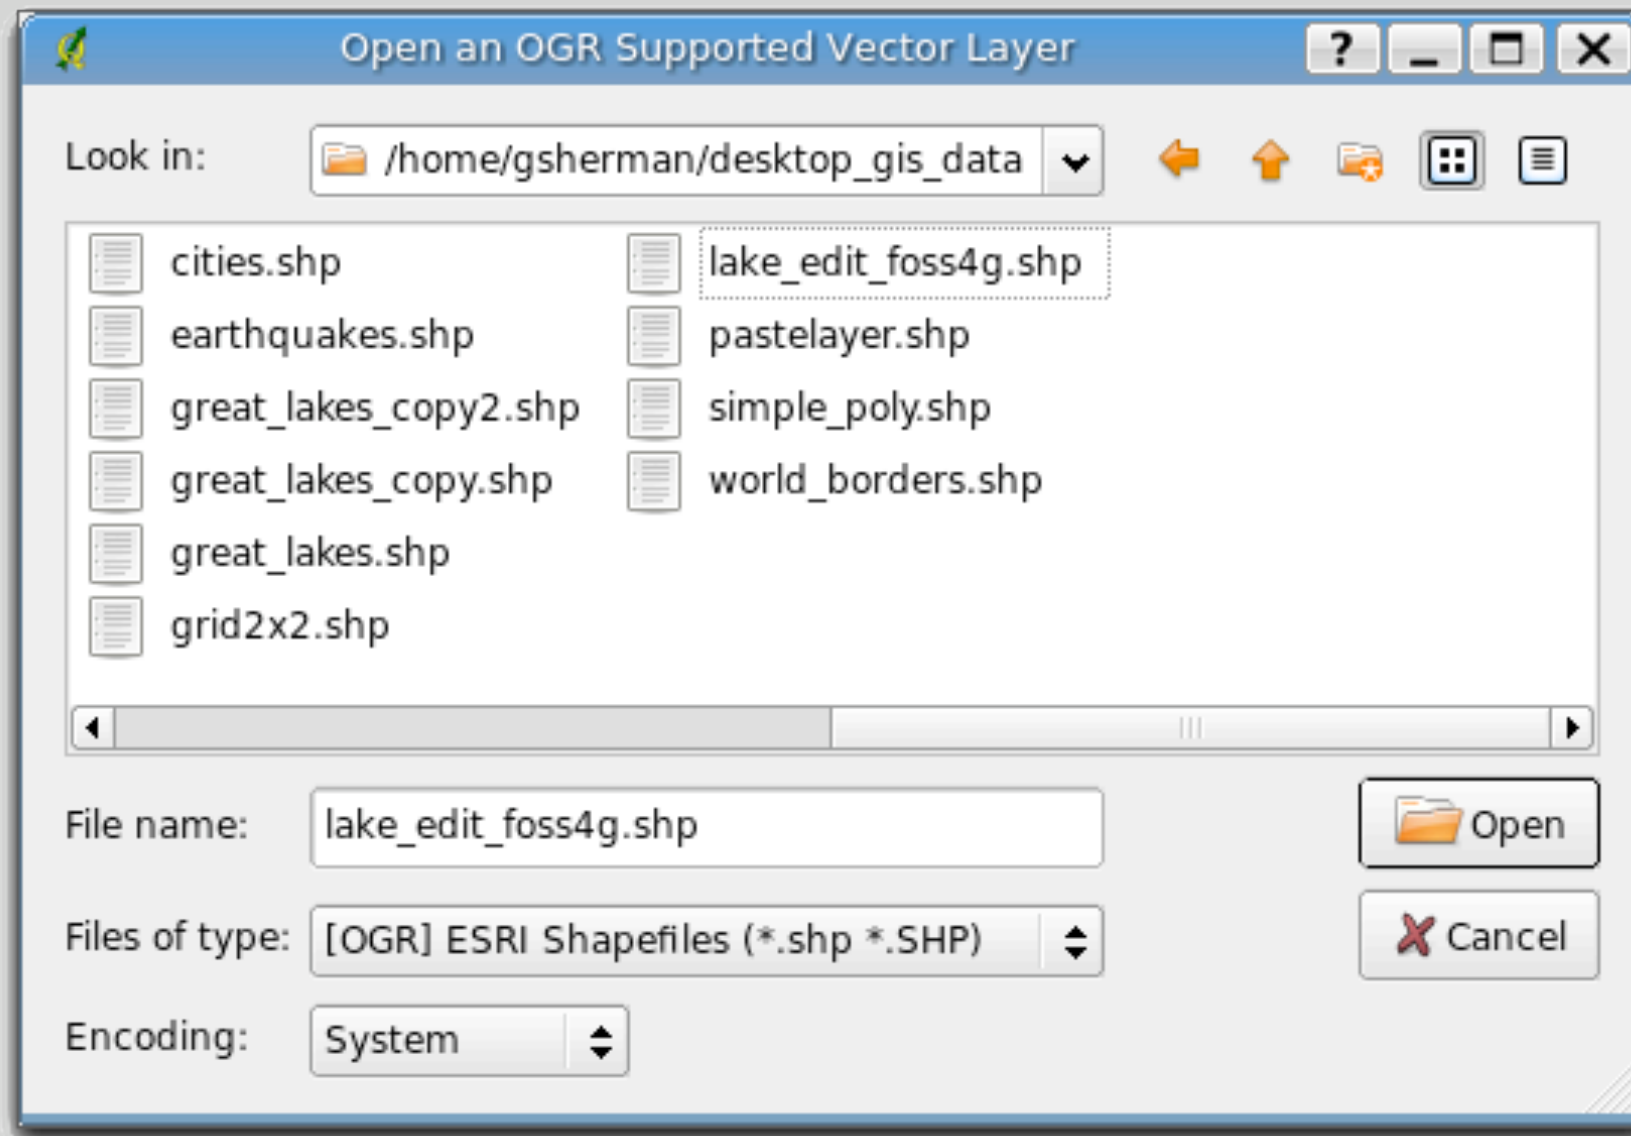 Open an OGR Supported Vector Layer
Look in: /home/gsherman/desktop_gis_data
cities.shp
earthquakes.shp
great_lakes_copy2.shp
great_lakes_copy.shp
great_lakes.shp
grid2x2.shp
lake_edit_foss4g.shp
pastelayer.shp
simple_poly.shp
world_borders.shp
File name: lake_edit_foss4g.shp
Open
Files of type: [OGR] ESRI Shapefiles (*.shp *.SHP)
Cancel
Encoding: System